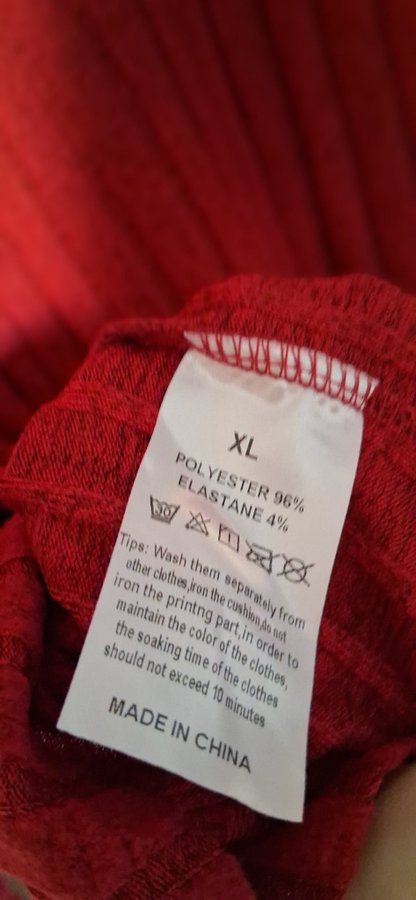 XL
POLYESTER 96%
ELASTANE 4%
30
Tips: Wash them separately from
other clothes,iron the cushion,do not
iron the printng part,in order to
maintain the color of the clothes,
the soaking time of the clothes
should not exceed 10 minutes
MADE IN CHINA